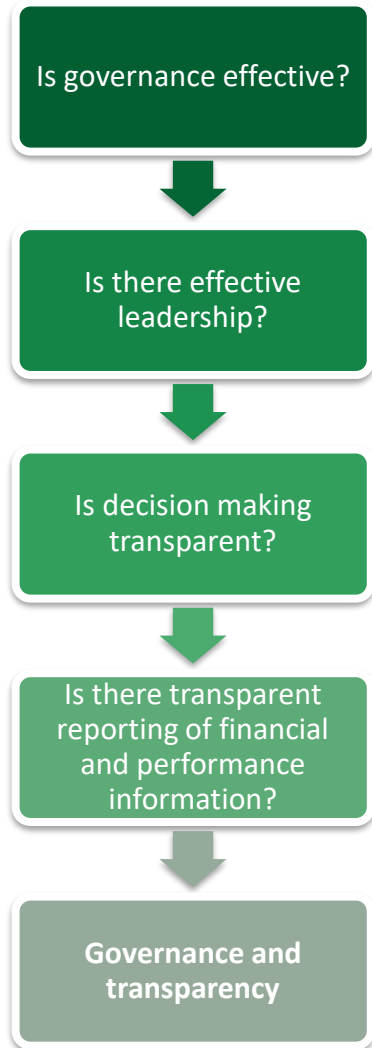 Is governance effective?
Is there effective
leadership?
Is decision making
transparent?
Is there transparent
reporting of financial
and performance
information?
Governance and
transparency